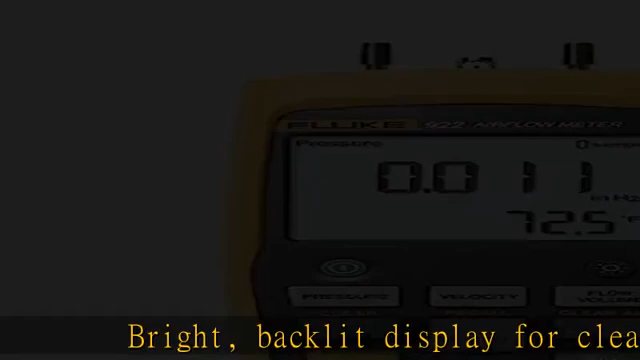 FLUKE 922 AIRFLOW METER
Pressure
0.011
in H₂
72.5 °F
PRESSURE VELOCITY FLOW
VOLUME
Bright, backlit display for clea